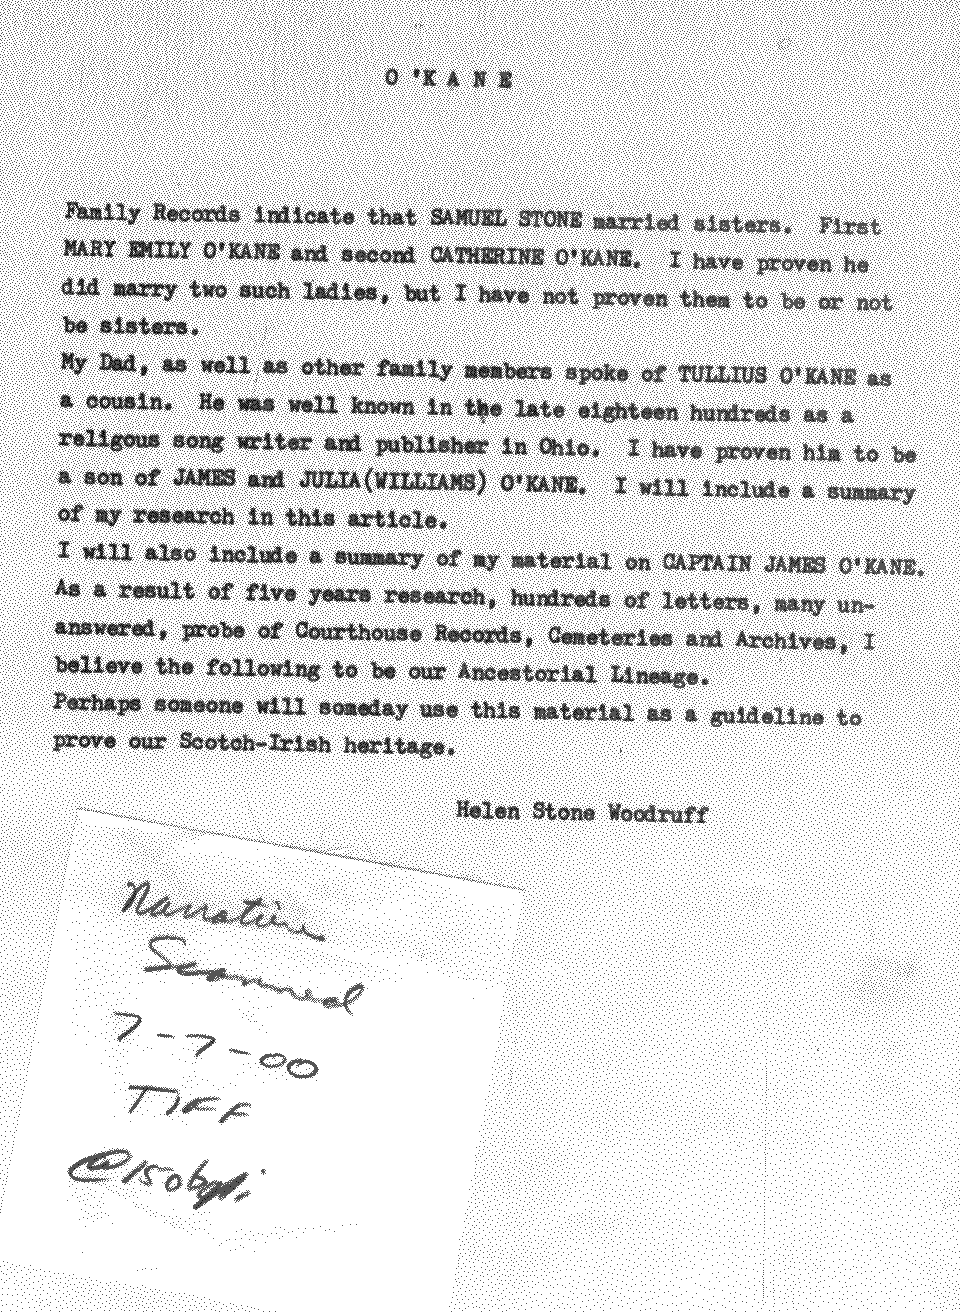 O 'K A N E
Family Records indicate that SAMUEL STONE married sisters.  First
MARY EMILY O'KANE and second CATHERINE O'KANE.  I have proven he
did marry two such ladies, but I have not proven them to be or not
be sisters.
My Dad, as well as other family members spoke of TULLIUS O'KANE as
a cousin.  He was well known in the late eighteen hundreds as a
religous song writer and publisher in Ohio.  I have proven him to be
a son of JAMES and JULIA(WILLIAMS) O'KANE.  I will include a summary
of my research in this article.
I will also include a summary of my material on CAPTAIN JAMES O'KANE.
As a result of five years research, hundreds of letters, many un-
answered, probe of Courthouse Records, Cemeteries and Archives, I
believe the following to be our Ancestorial Lineage.
Perhaps someone will someday use this material as a guideline to
prove our Scotch-Irish heritage.
Helen Stone Woodruff
Narrative
Scanned
7-7-00
TIFF
@150